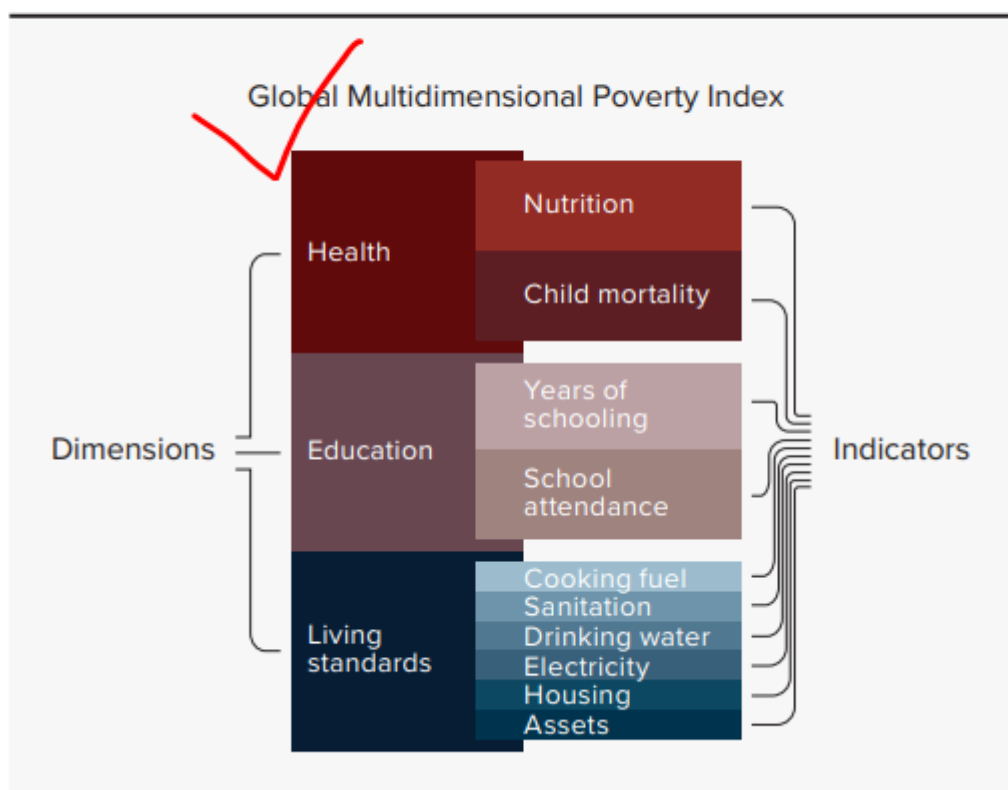 Global Multidimensional Poverty Index
Dimensions
Health
Nutrition
Child mortality
Education
Years of
schooling
School
attendance
Living
standards
Cooking fuel
Sanitation
Drinking water
Electricity
Housing
Assets
Indicators